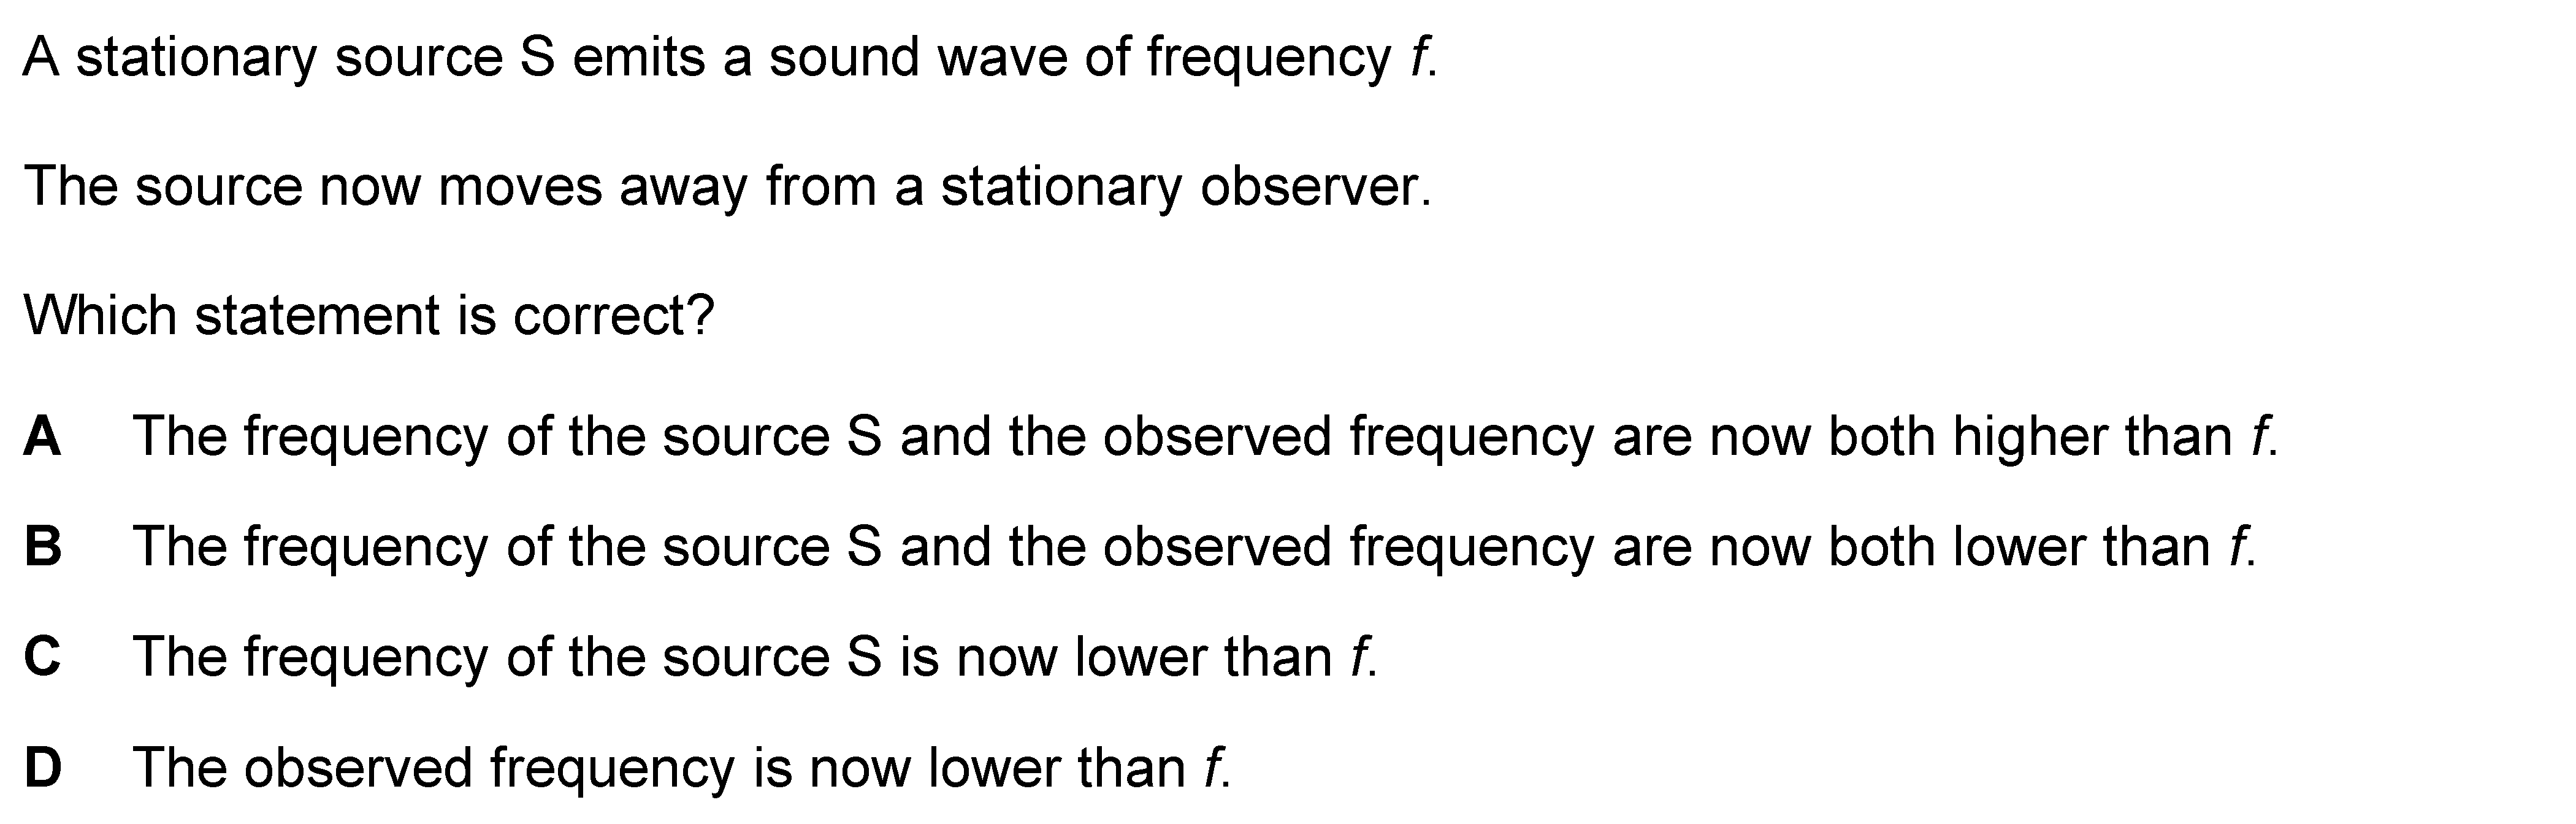 A stationary source S emits a sound wave of frequency f.
The source now moves away from a stationary observer.
Which statement is correct?
A The frequency of the source S and the observed frequency are now both higher than f.
B The frequency of the source S and the observed frequency are now both lower than f.
C The frequency of the source S is now lower than f.
D The observed frequency is now lower than f.